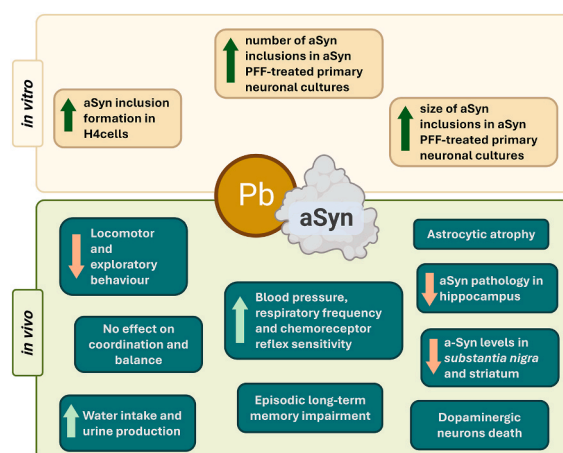 in vitro
number of aSyn
inclusions in aSyn
PFF-treated primary
neuronal cultures
aSyn inclusion
formation in
H4cells
size of aSyn
inclusions in aSyn
PFF-treated primary
neuronal cultures
Pb
aSyn
in vivo
Locomotor
and
exploratory
behaviour
Astrocytic atrophy
Blood pressure,
respiratory frequency
and chemoreceptor
reflex sensitivity
aSyn pathology in
hippocampus
No effect on
coordination and
balance
a-Syn levels in
substantia nigra
and striatum
Water intake and
urine production
Episodic long-term
memory impairment
Dopaminergic
neurons death